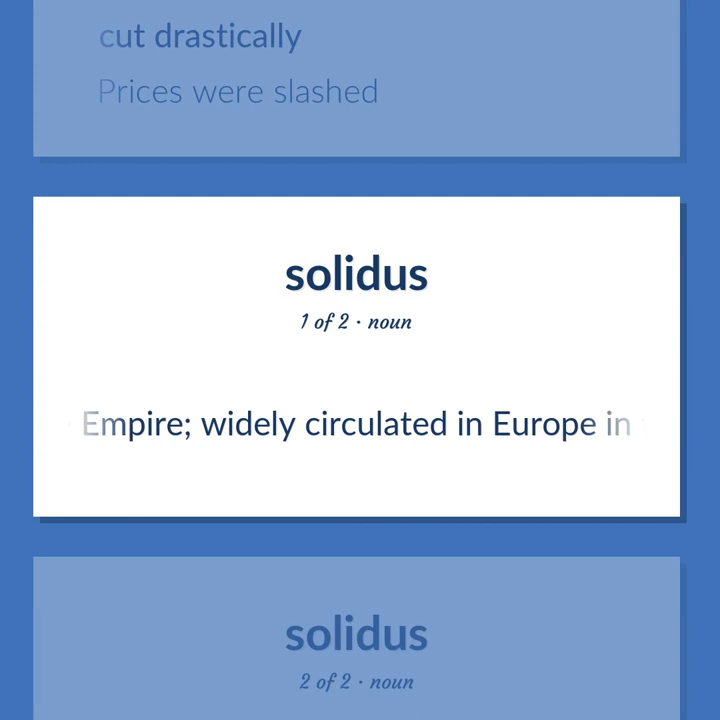 cut drastically
Prices were slashed
solidus
1 of 2 · noun
Empire; widely circulated in Europe in
solidus
2 of 2 · noun